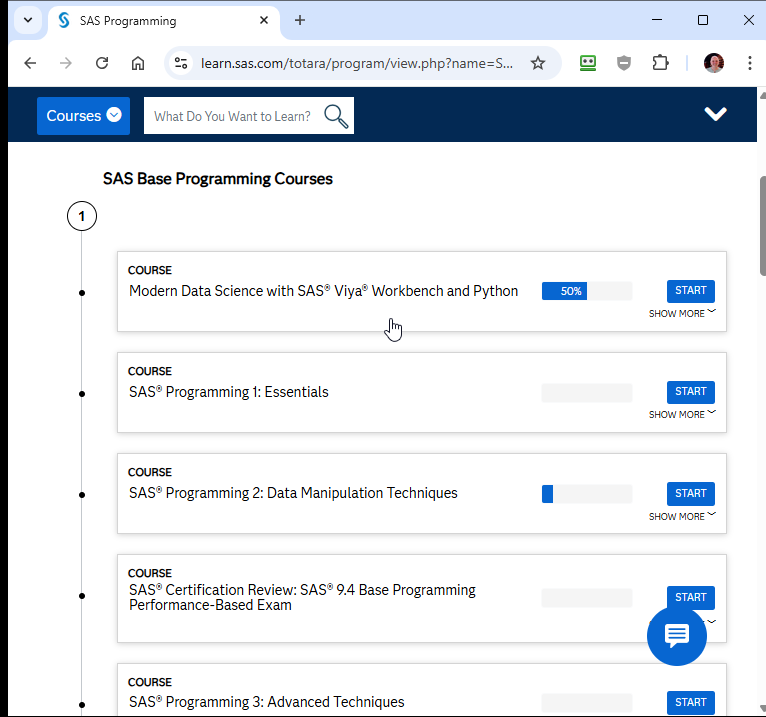 SAS Programming
learn.sas.com/totara/program/view.php?name=S...
Courses
What Do You Want to Learn?
SAS Base Programming Courses
1
COURSE
Modern Data Science with SAS® Viya® Workbench and Python
50%
START
SHOW MORE
COURSE
SAS® Programming 1: Essentials
START
SHOW MORE
COURSE
SAS® Programming 2: Data Manipulation Techniques
START
SHOW MORE
COURSE
SAS® Certification Review: SAS® 9.4 Base Programming
Performance-Based Exam
START
COURSE
SAS® Programming 3: Advanced Techniques
START